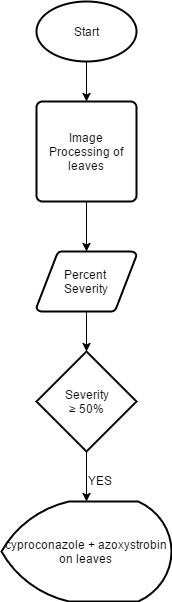 Start
Image
Processing of
leaves
Percent
Severity
Severity
≥ 50%
YES
cyproconazole + azoxystrobin
on leaves